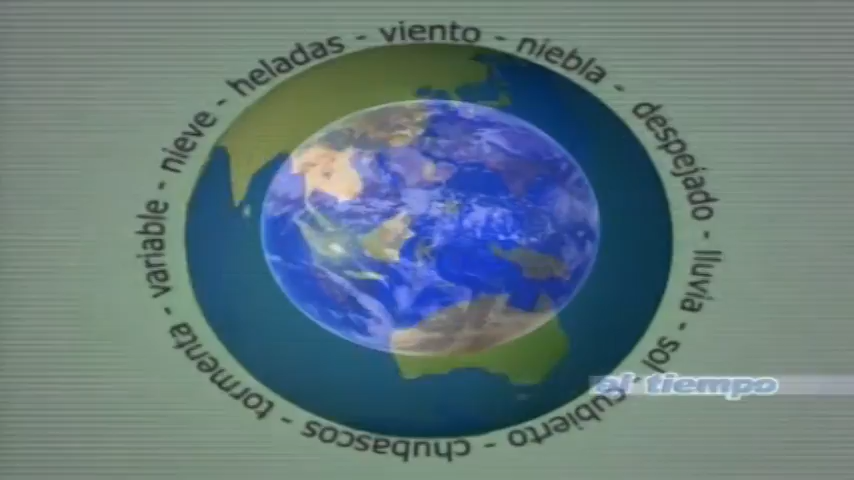 variable - nieve - heladas - viento - niebla - despejado - lluvia - sol - cubierto - chubascos - tormenta -
el tiempo